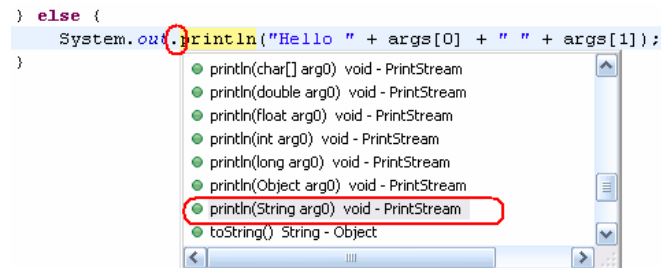 } else {
System.out.println("Hello " + args[0] + " " + args[1]);
}
println(char[] arg0) void - PrintStream
println(double arg0) void - PrintStream
println(float arg0) void - PrintStream
println(int arg0) void - PrintStream
println(long arg0) void - PrintStream
println(Object arg0) void - PrintStream
println(String arg0) void - PrintStream
toString() String - Object